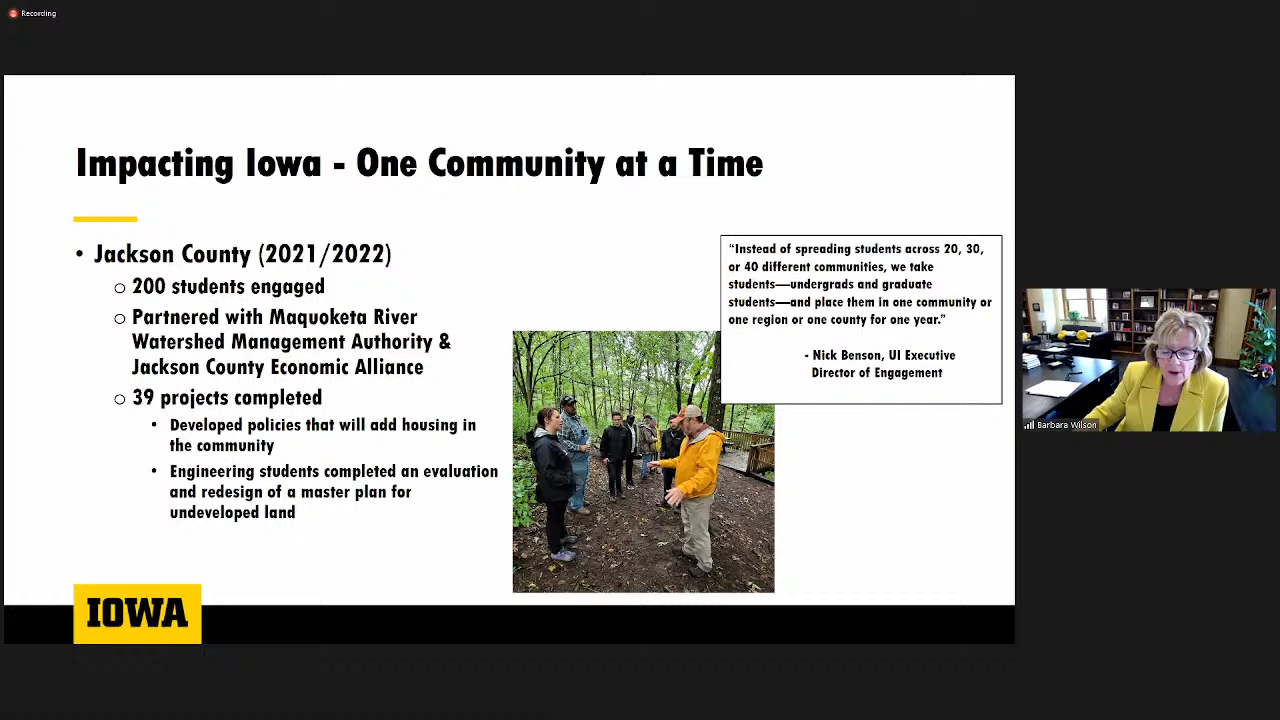 Recording
Impacting Iowa - One Community at a Time
• Jackson County (2021/2022)
o 200 students engaged
o Partnered with Maquoketa River
Watershed Management Authority &
Jackson County Economic Alliance
o 39 projects completed
• Developed policies that will add housing in
the community
• Engineering students completed an evaluation
and redesign of a master plan for
undeveloped land
“Instead of spreading students across 20, 30,
or 40 different communities, we take
students—undergrads and graduate
students—and place them in one community or
one region or one county for one year.”
- Nick Benson, UI Executive
Director of Engagement
IOWA
Barbara Wilson